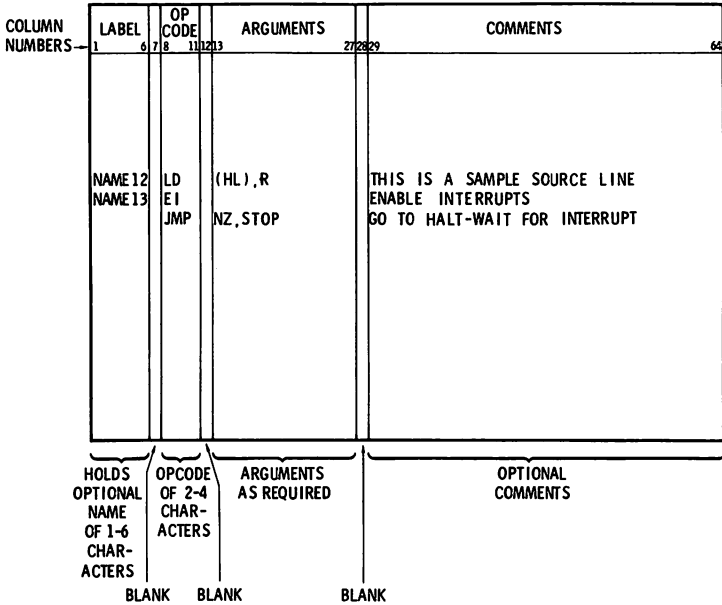 COLUMN NUMBERS→
LABEL
OP CODE
ARGUMENTS
COMMENTS
1 6 7 8 11 12 13 27 28 29 64
NAME12 LD (HL),R THIS IS A SAMPLE SOURCE LINE
NAME13 EI ENABLE INTERRUPTS
JMP NZ,STOP GO TO HALT-WAIT FOR INTERRUPT
HOLDS
OPTIONAL
NAME
OF 1-6
CHAR-
ACTERS
OPCODE
OF 2-4
CHAR-
ACTERS
ARGUMENTS
AS REQUIRED
OPTIONAL
COMMENTS
BLANK BLANK BLANK